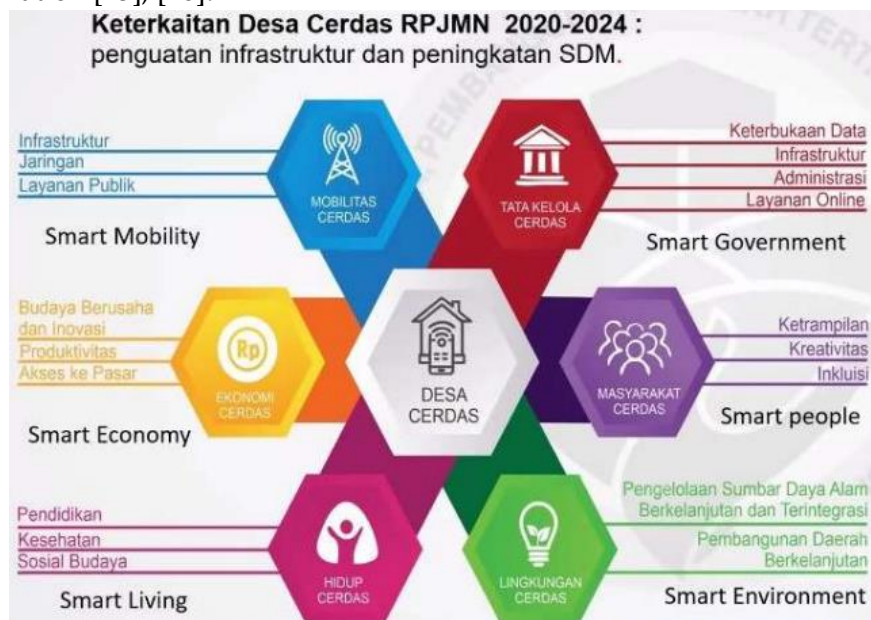 Keterkaitan Desa Cerdas RPJMN 2020-2024 :
penguatan infrastruktur dan peningkatan SDM.
Infrastruktur
Jaringan
Layanan Publik
Smart Mobility
MOBILITAS
CERDAS
TATA KELOLA
CERDAS
Keterbukaan Data
Infrastruktur
Administrasi
Layanan Online
Smart Government
Budaya Berusaha
dan Inovasi
Produktivitas
Akses ke Pasar
Smart Economy
Rp
EKONOMI
CERDAS
DESA
CERDAS
MASYARAKAT
CERDAS
Ketrampilan
Kreativitas
Inklusi
Smart people
Pendidikan
Kesehatan
Sosial Budaya
Smart Living
HIDUP
CERDAS
LINGKUNGAN
CERDAS
Pengelolaan Sumbar Daya Alam
Berkelanjutan dan Terintegrasi
Pembangunan Daerah
Berkelanjutan
Smart Environment